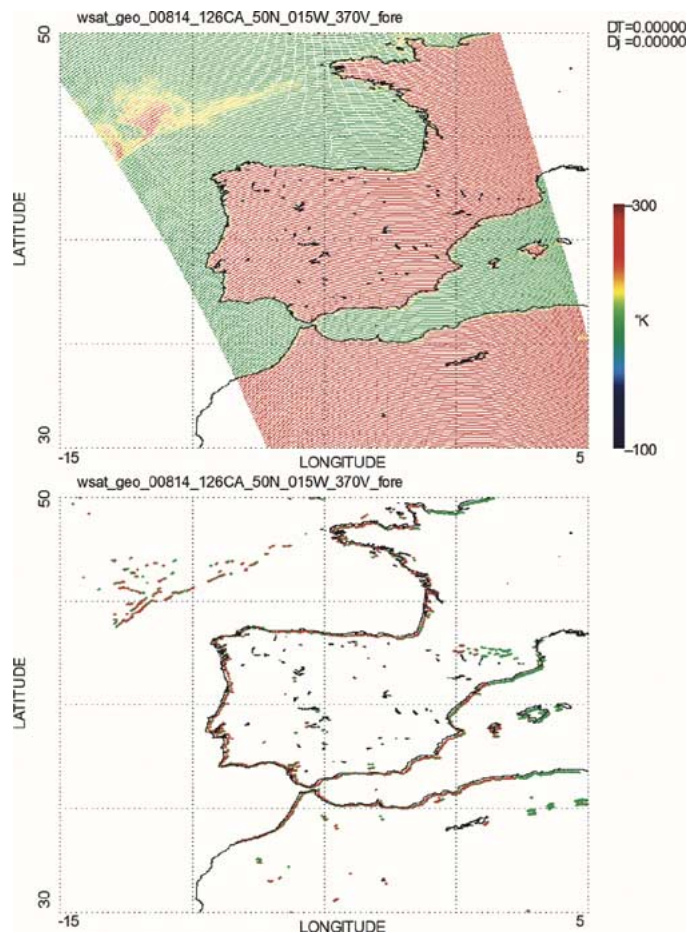 wsat_geo_00814_126CA_50N_015W_370V_fore
DT=0.00000
Dj =0.00000
50
LATITUDE
300
°K
-100
30
-15
LONGITUDE
5
wsat_geo_00814_126CA_50N_015W_370V_fore
50
LATITUDE
30
-15
LONGITUDE
5